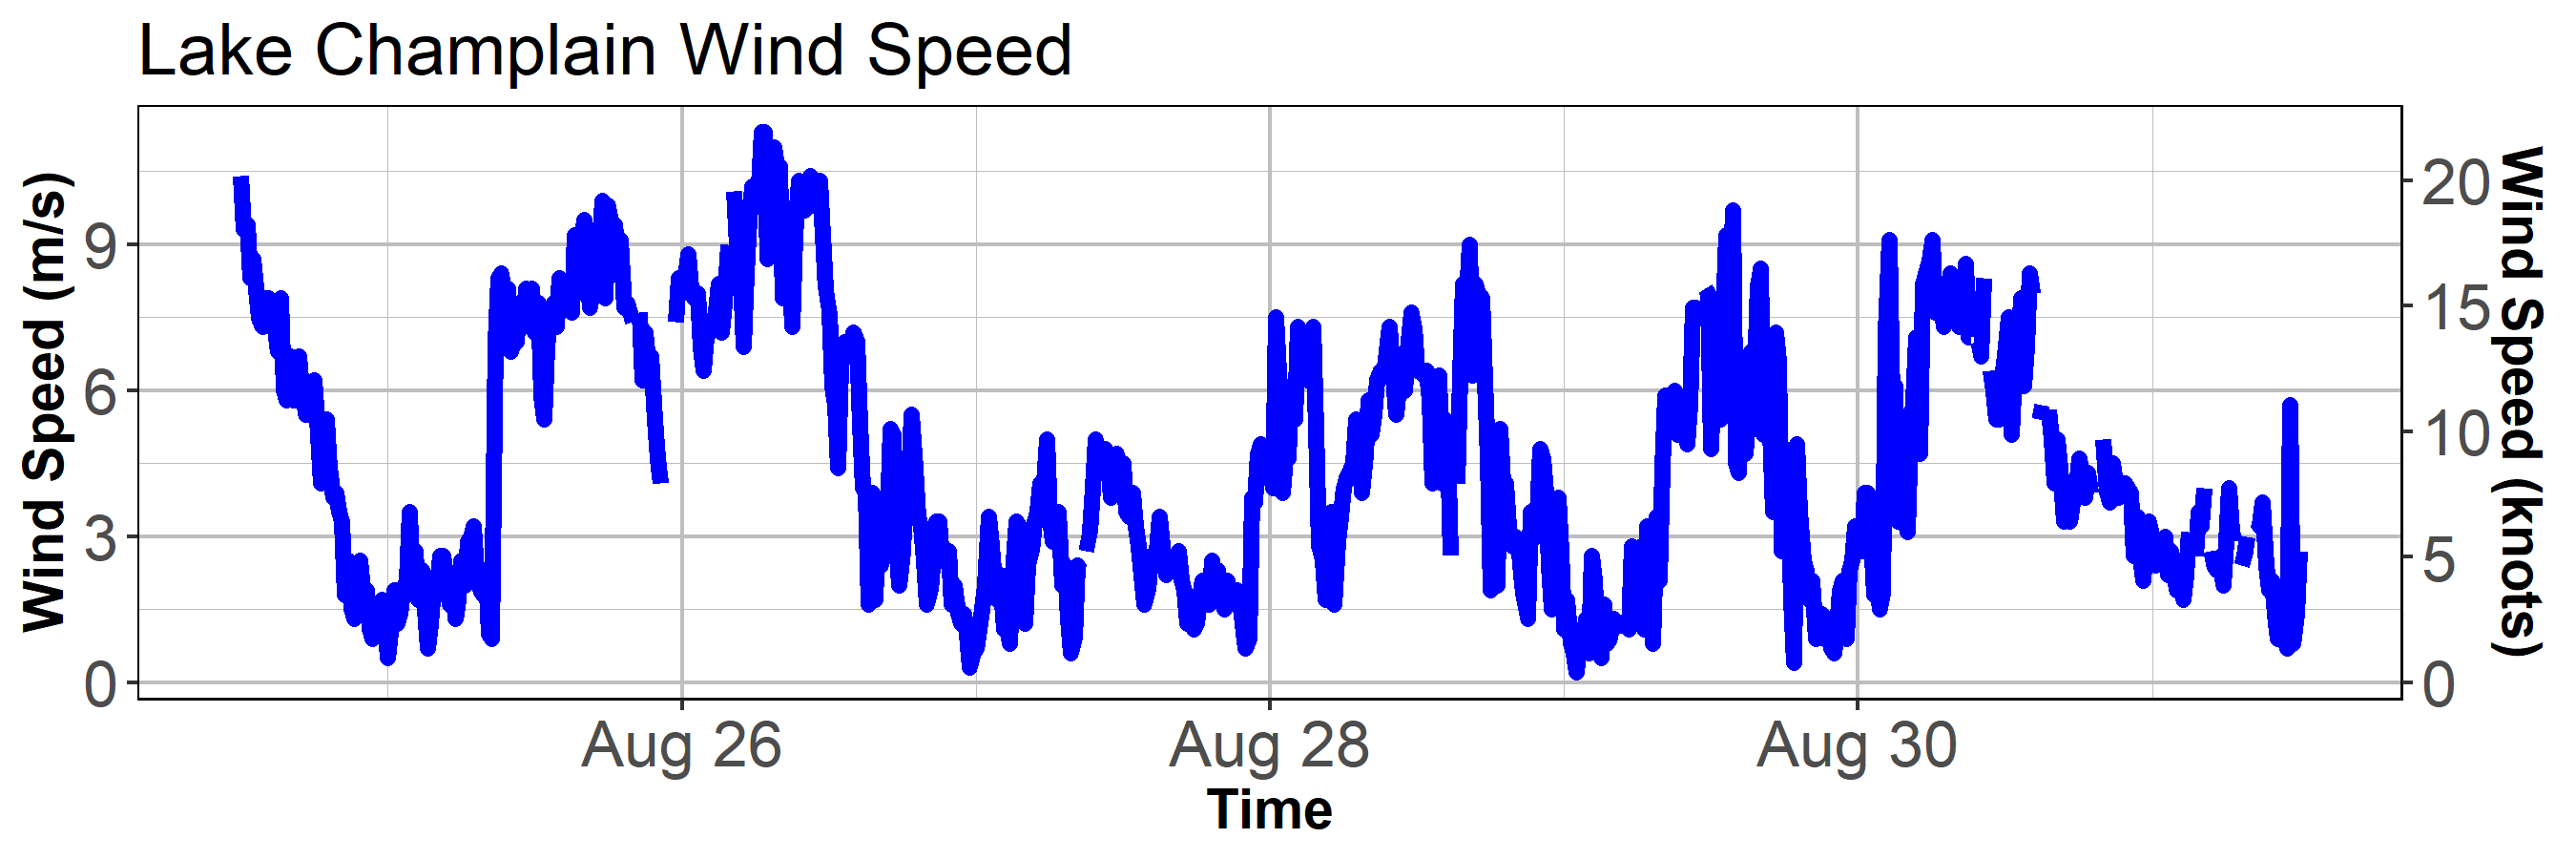 Lake Champlain Wind Speed
Wind Speed (m/s)
9
6
3
0
20
15
10
5
0
Wind Speed (knots)
Aug 26
Aug 28
Aug 30
Time